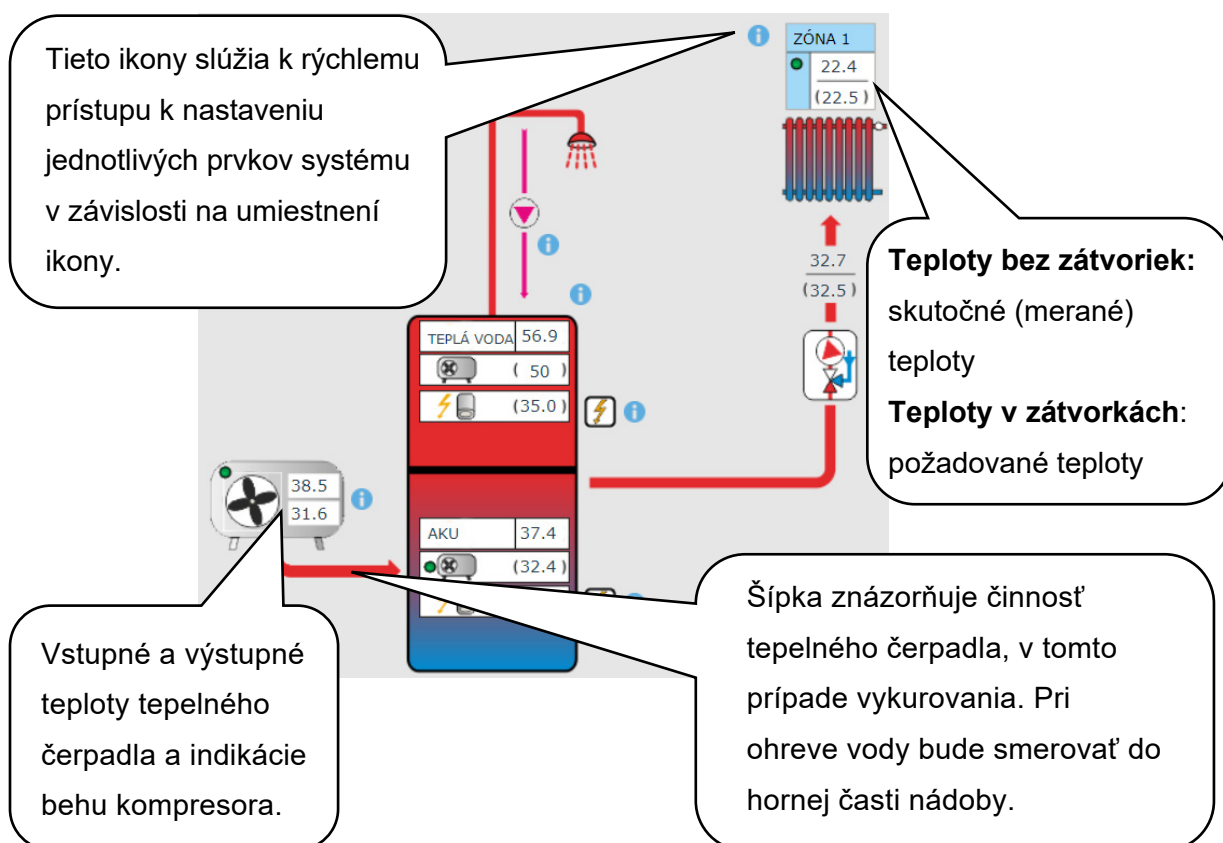 Tieto ikony slúžia k rýchlemu
prístupu k nastaveniu
jednotlivých prvkov systému
v závislosti na umiestnení
ikony.
ZÓNA 1
22.4
(22.5)
32.7
(32.5)
Teploty bez zátvoriek:
skutočné (merané)
teploty
Teploty v zátvorkách:
požadované teploty
TEPLÁ VODA 56.9
( 50 )
(35.0)
38.5
31.6
AKU 37.4
(32.4)
Vstupné a výstupné
teploty tepelného
čerpadla a indikácie
behu kompresora.
Šípka znázorňuje činnosť
tepelného čerpadla, v tomto
prípade vykurovania. Pri
ohreve vody bude smerovať do
hornej časti nádoby.